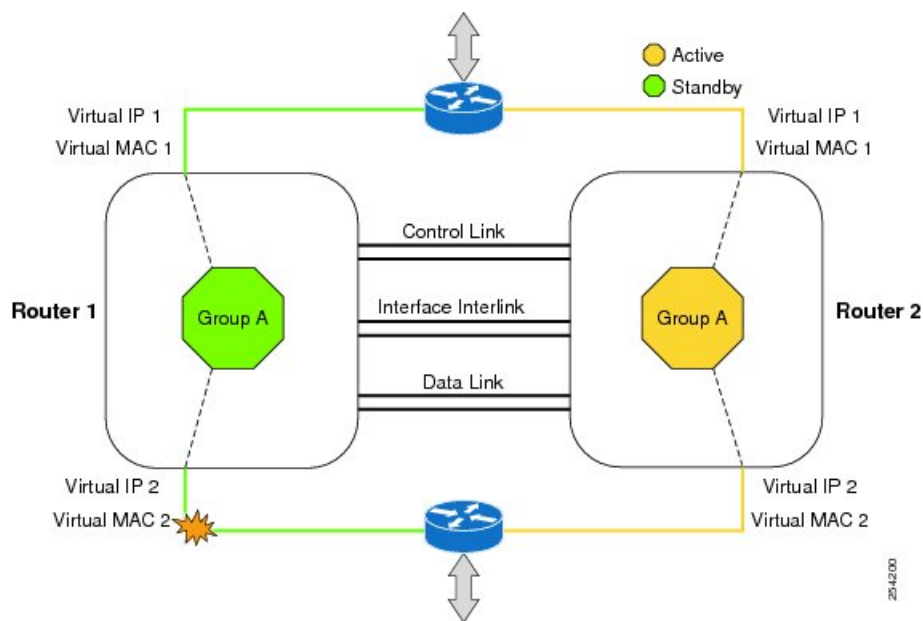 Active
Standby
Virtual IP 1
Virtual MAC 1
Virtual IP 1
Virtual MAC 1
Control Link
Router 1
Group A
Interface Interlink
Group A
Router 2
Data Link
Virtual IP 2
Virtual MAC 2
Virtual IP 2
Virtual MAC 2
254200